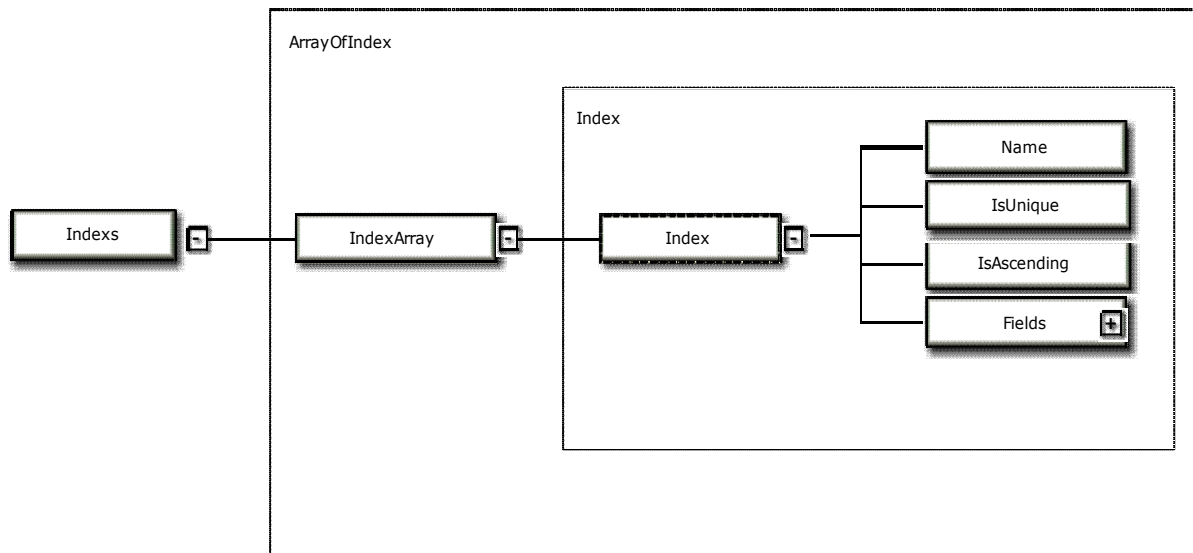 ArrayOfIndex
Index
Name
IsUnique
Indexs
IndexArray
Index
IsAscending
Fields